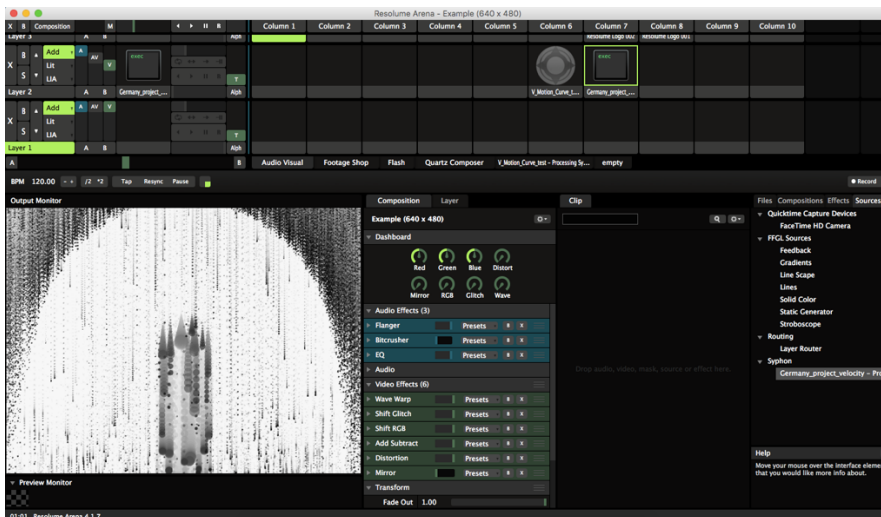 Resolume Arena - Example (640 x 480)
X B Composition M Column 1 Column 2 Column 3 Column 4 Column 5 Column 6 Column 7 Column 8 Column 9 Column 10
Layer 3 A B Alph Resolume Logo 002 Resolume Logo 001
X B S Add Lit LIA A AV V exec T exec
Layer 2 A B Germany_project_... Alph V_Motion_Curve_t... Germany_project_...
X B S Add Lit LIA A AV V T
Layer 1 A B Alph
A B Audio Visual Footage Shop Flash Quartz Composer V_Motion_Curve_test - Processing Sy... empty
BPM 120.00 - + /2 *2 Tap Resync Pause Record
Output Monitor Composition Layer Clip Files Compositions Effects Sources
Example (640 x 480)
Dashboard
Red Green Blue Distort
Mirror RGB Glitch Wave
Audio Effects (3)
Flanger Presets B X
Bitcrusher Presets B X
EQ Presets B X
Audio
Video Effects (6)
Wave Warp Presets B X
Shift Glitch Presets B X
Shift RGB Presets B X
Add Subtract Presets B X
Distortion Presets B X
Mirror Presets B X
Transform
Fade Out 1.00
Drop audio, video, mask, source or effect here.
Quicktime Capture Devices
FaceTime HD Camera
FFGL Sources
Feedback
Gradients
Line Scape
Lines
Solid Color
Static Generator
Stroboscope
Routing
Layer Router
Syphon
Germany_project_velocity - Pro
Help
Move your mouse over the interface eleme
that you would like more info about.
Preview Monitor
01:01 Resolume Arena 4.1.7